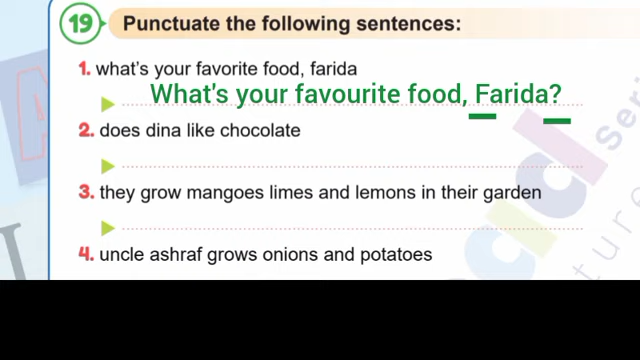 19 Punctuate the following sentences:
1. what's your favorite food, farida
What's your favourite food, Farida?
2. does dina like chocolate
3. they grow mangoes limes and lemons in their garden
4. uncle ashraf grows onions and potatoes